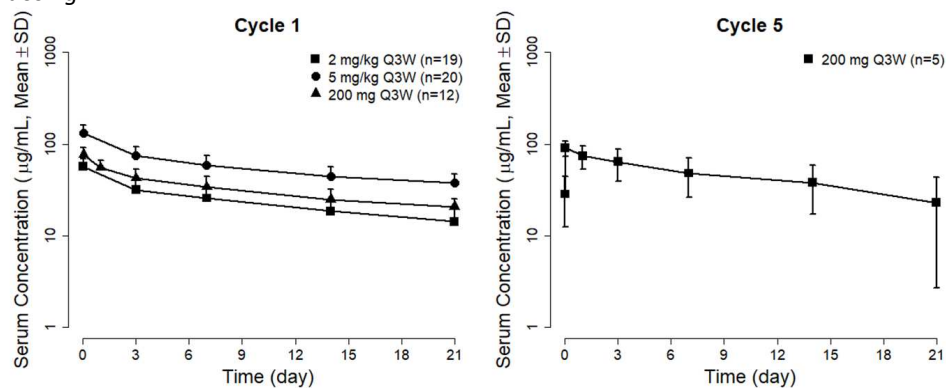 Cycle 1
Serum Concentration ( μg/mL, Mean ± SD)
1000
100
10
1
■ 2 mg/kg Q3W (n=19)
● 5 mg/kg Q3W (n=20)
▲ 200 mg Q3W (n=12)
0 3 6 9 12 15 18 21
Time (day)
Cycle 5
Serum Concentration ( μg/mL, Mean ± SD)
1000
100
10
1
■ 200 mg Q3W (n=5)
0 3 6 9 12 15 18 21
Time (day)